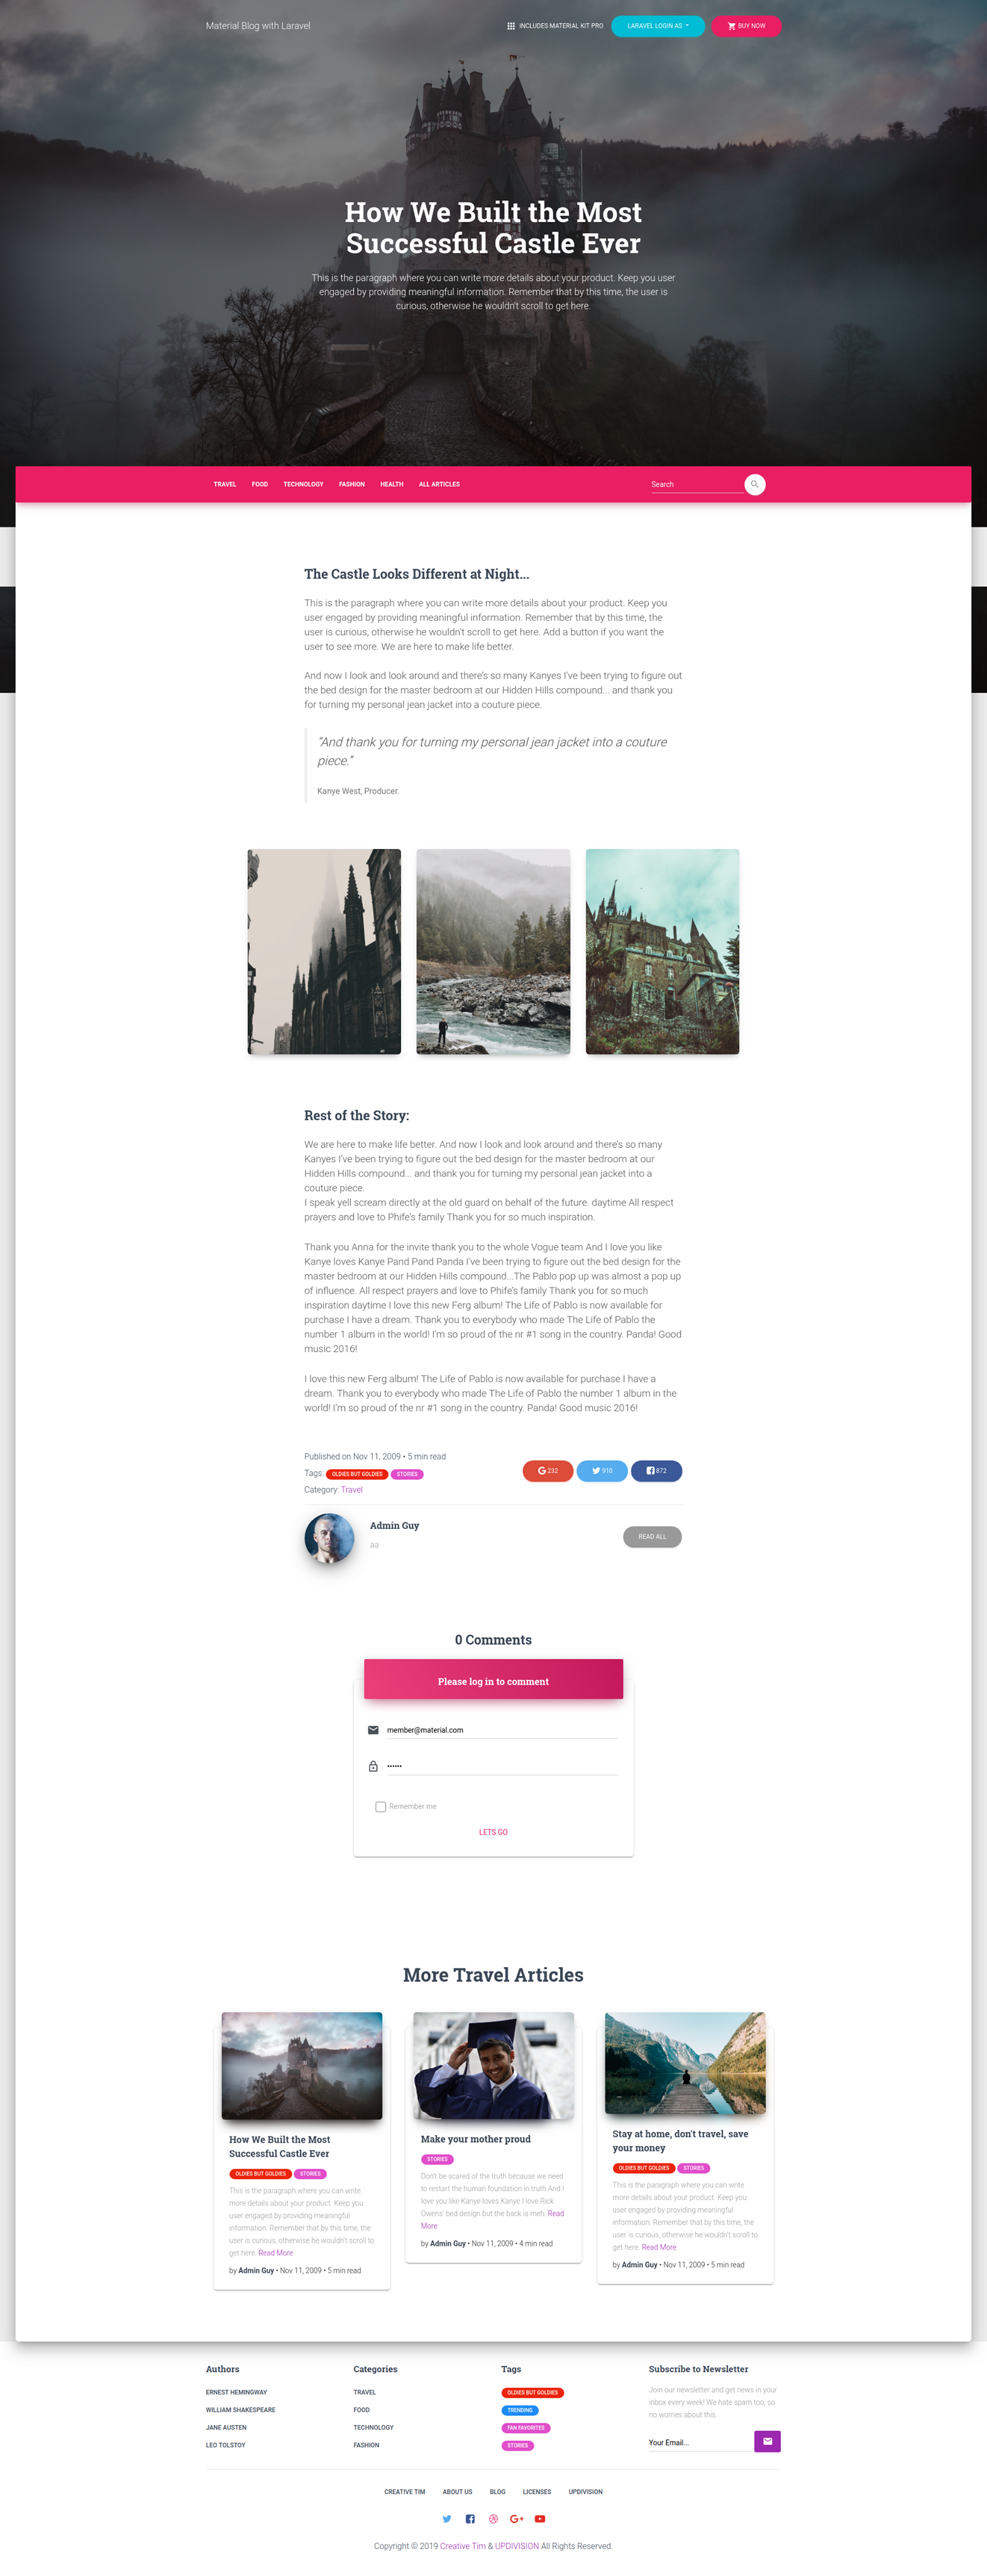 Material Blog with Laravel
INCLUDES MATERIAL KIT PRO
LARAVEL LOGIN AS
BUY NOW
How We Built the Most
Successful Castle Ever
This is the paragraph where you can write more details about your product. Keep you user
engaged by providing meaningful information. Remember that by this time, the user is
curious, otherwise he wouldn't scroll to get here.
TRAVEL
FOOD
TECHNOLOGY
FASHION
HEALTH
ALL ARTICLES
Search
The Castle Looks Different at Night...
This is the paragraph where you can write more details about your product. Keep you
user engaged by providing meaningful information. Remember that by this time, the
user is curious, otherwise he wouldn't scroll to get here. Add a button if you want the
user to see more. We are here to make life better.
And now I look and look around and there's so many Kanyes I've been trying to figure out
the bed design for the master bedroom at our Hidden Hills compound... and thank you
for turning my personal jean jacket into a couture piece.
"And thank you for turning my personal jean jacket into a couture
piece."
Kanye West, Producer.
Rest of the Story:
We are here to make life better. And now I look and look around and there's so many
Kanyes I've been trying to figure out the bed design for the master bedroom at our
Hidden Hills compound... and thank you for turning my personal jean jacket into a
couture piece.
I speak yell scream directly at the old guard on behalf of the future. daytime All respect
prayers and love to Phife's family Thank you for so much inspiration.
Thank you Anna for the invite thank you to the whole Vogue team And I love you like
Kanye loves Kanye Pand Pand Panda I've been trying to figure out the bed design for the
master bedroom at our Hidden Hills compound...The Pablo pop up was almost a pop up
of influence. All respect prayers and love to Phife's family Thank you for so much
inspiration daytime I love this new Ferg album! The Life of Pablo is now available for
purchase I have a dream. Thank you to everybody who made The Life of Pablo the
number 1 album in the world! I'm so proud of the nr #1 song in the country. Panda! Good
music 2016!
I love this new Ferg album! The Life of Pablo is now available for purchase I have a
dream. Thank you to everybody who made The Life of Pablo the number 1 album in the
world! I'm so proud of the nr #1 song in the country. Panda! Good music 2016!
Published on Nov 11, 2009 • 5 min read
Tags: OLDIES BUT GOLDIES STORIES
Category: Travel
232
910
872
Admin Guy
aa
READ ALL
0 Comments
Please log in to comment
member@material.com
••••••
Remember me
LETS GO
More Travel Articles
How We Built the Most
Successful Castle Ever
OLDIES BUT GOLDIES STORIES
This is the paragraph where you can write
more details about your product. Keep you
user engaged by providing meaningful
information. Remember that by this time, the
user is curious, otherwise he wouldn't scroll to
get here. Read More
by Admin Guy • Nov 11, 2009 • 5 min read
Make your mother proud
STORIES
Don't be scared of the truth because we need
to restart the human foundation in truth And I
love you like Kanye loves Kanye I love Rick
Owens' bed design but the back is meh. Read
More
by Admin Guy • Nov 11, 2009 • 4 min read
Stay at home, don't travel, save
your money
OLDIES BUT GOLDIES STORIES
This is the paragraph where you can write
more details about your product. Keep you
user engaged by providing meaningful
information. Remember that by this time, the
user is curious, otherwise he wouldn't scroll to
get here. Read More
by Admin Guy • Nov 11, 2009 • 5 min read
Authors
ERNEST HEMINGWAY
WILLIAM SHAKESPEARE
JANE AUSTEN
LEO TOLSTOY
Categories
TRAVEL
FOOD
TECHNOLOGY
FASHION
Tags
OLDIES BUT GOLDIES
TRENDING
FAN FAVORITES
STORIES
Subscribe to Newsletter
Join our newsletter and get news in your
inbox every week! We hate spam too, so
no worries about this.
Your Email...
CREATIVE TIM
ABOUT US
BLOG
LICENSES
UPDIVISION
Copyright © 2019 Creative Tim & UPDIVISION All Rights Reserved.